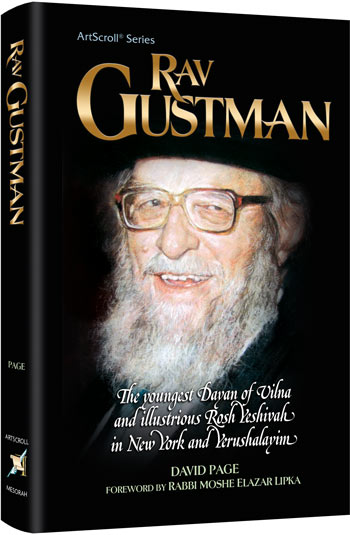 ArtScroll® Series
RAV
GUSTMAN
The youngest Dayan of Vilna
and illustrious Rosh Yeshivah
in New York and Yerushalayim
DAVID PAGE
FOREWORD BY RABBI MOSHE ELAZAR LIPKA
RAV
GUSTMAN
PAGE
ARTSCROLL
MESORAH